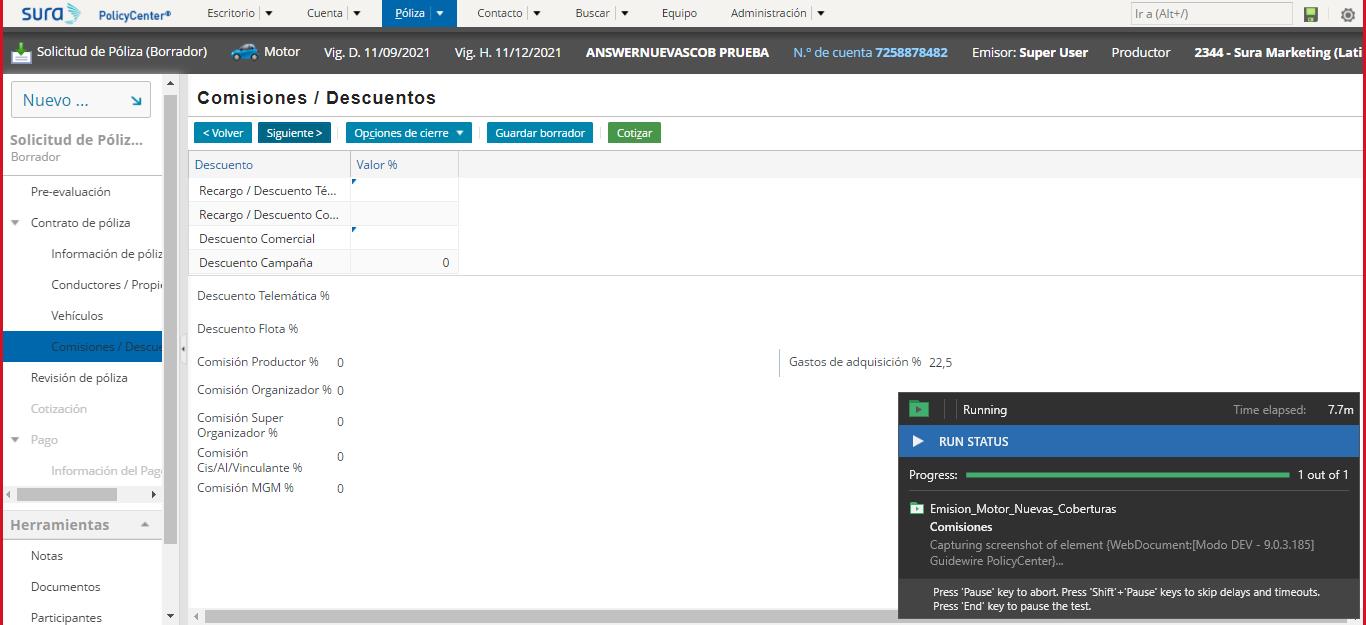 sura PolicyCenter® Escritorio Cuenta Póliza Contacto Buscar Equipo Administración Ir a (Alt+/)
Solicitud de Póliza (Borrador) Motor Vig. D. 11/09/2021 Vig. H. 11/12/2021 ANSWERNUEVASCOB PRUEBA N.º de cuenta 7258878482 Emisor: Super User Productor 2344 - Sura Marketing (Lati
Nuevo ...
Solicitud de Póliz...
Borrador
Pre-evaluación
Contrato de póliza
Información de póliz
Conductores / Propi
Vehículos
Comisiones / Descue
Revisión de póliza
Cotización
Pago
Información del Pag
Herramientas
Notas
Documentos
Participantes
Comisiones / Descuentos
< Volver Siguiente > Opciones de cierre Guardar borrador Cotizar
Descuento Valor %
Recargo / Descuento Té...
Recargo / Descuento Co...
Descuento Comercial
Descuento Campaña 0
Descuento Telemática %
Descuento Flota %
Comisión Productor % 0 Gastos de adquisición % 22,5
Comisión Organizador % 0
Comisión Super
Organizador % 0
Comisión
Cis/Al/Vinculante % 0
Comisión MGM % 0
Running Time elapsed: 7.7m
RUN STATUS
Progress: 1 out of 1
Emision_Motor_Nuevas_Coberturas
Comisiones
Capturing screenshot of element {WebDocument:[Modo DEV - 9.0.3.185]
Guidewire PolicyCenter}...
Press 'Pause' key to abort. Press 'Shift'+'Pause' keys to skip delays and timeouts.
Press 'End' key to pause the test.